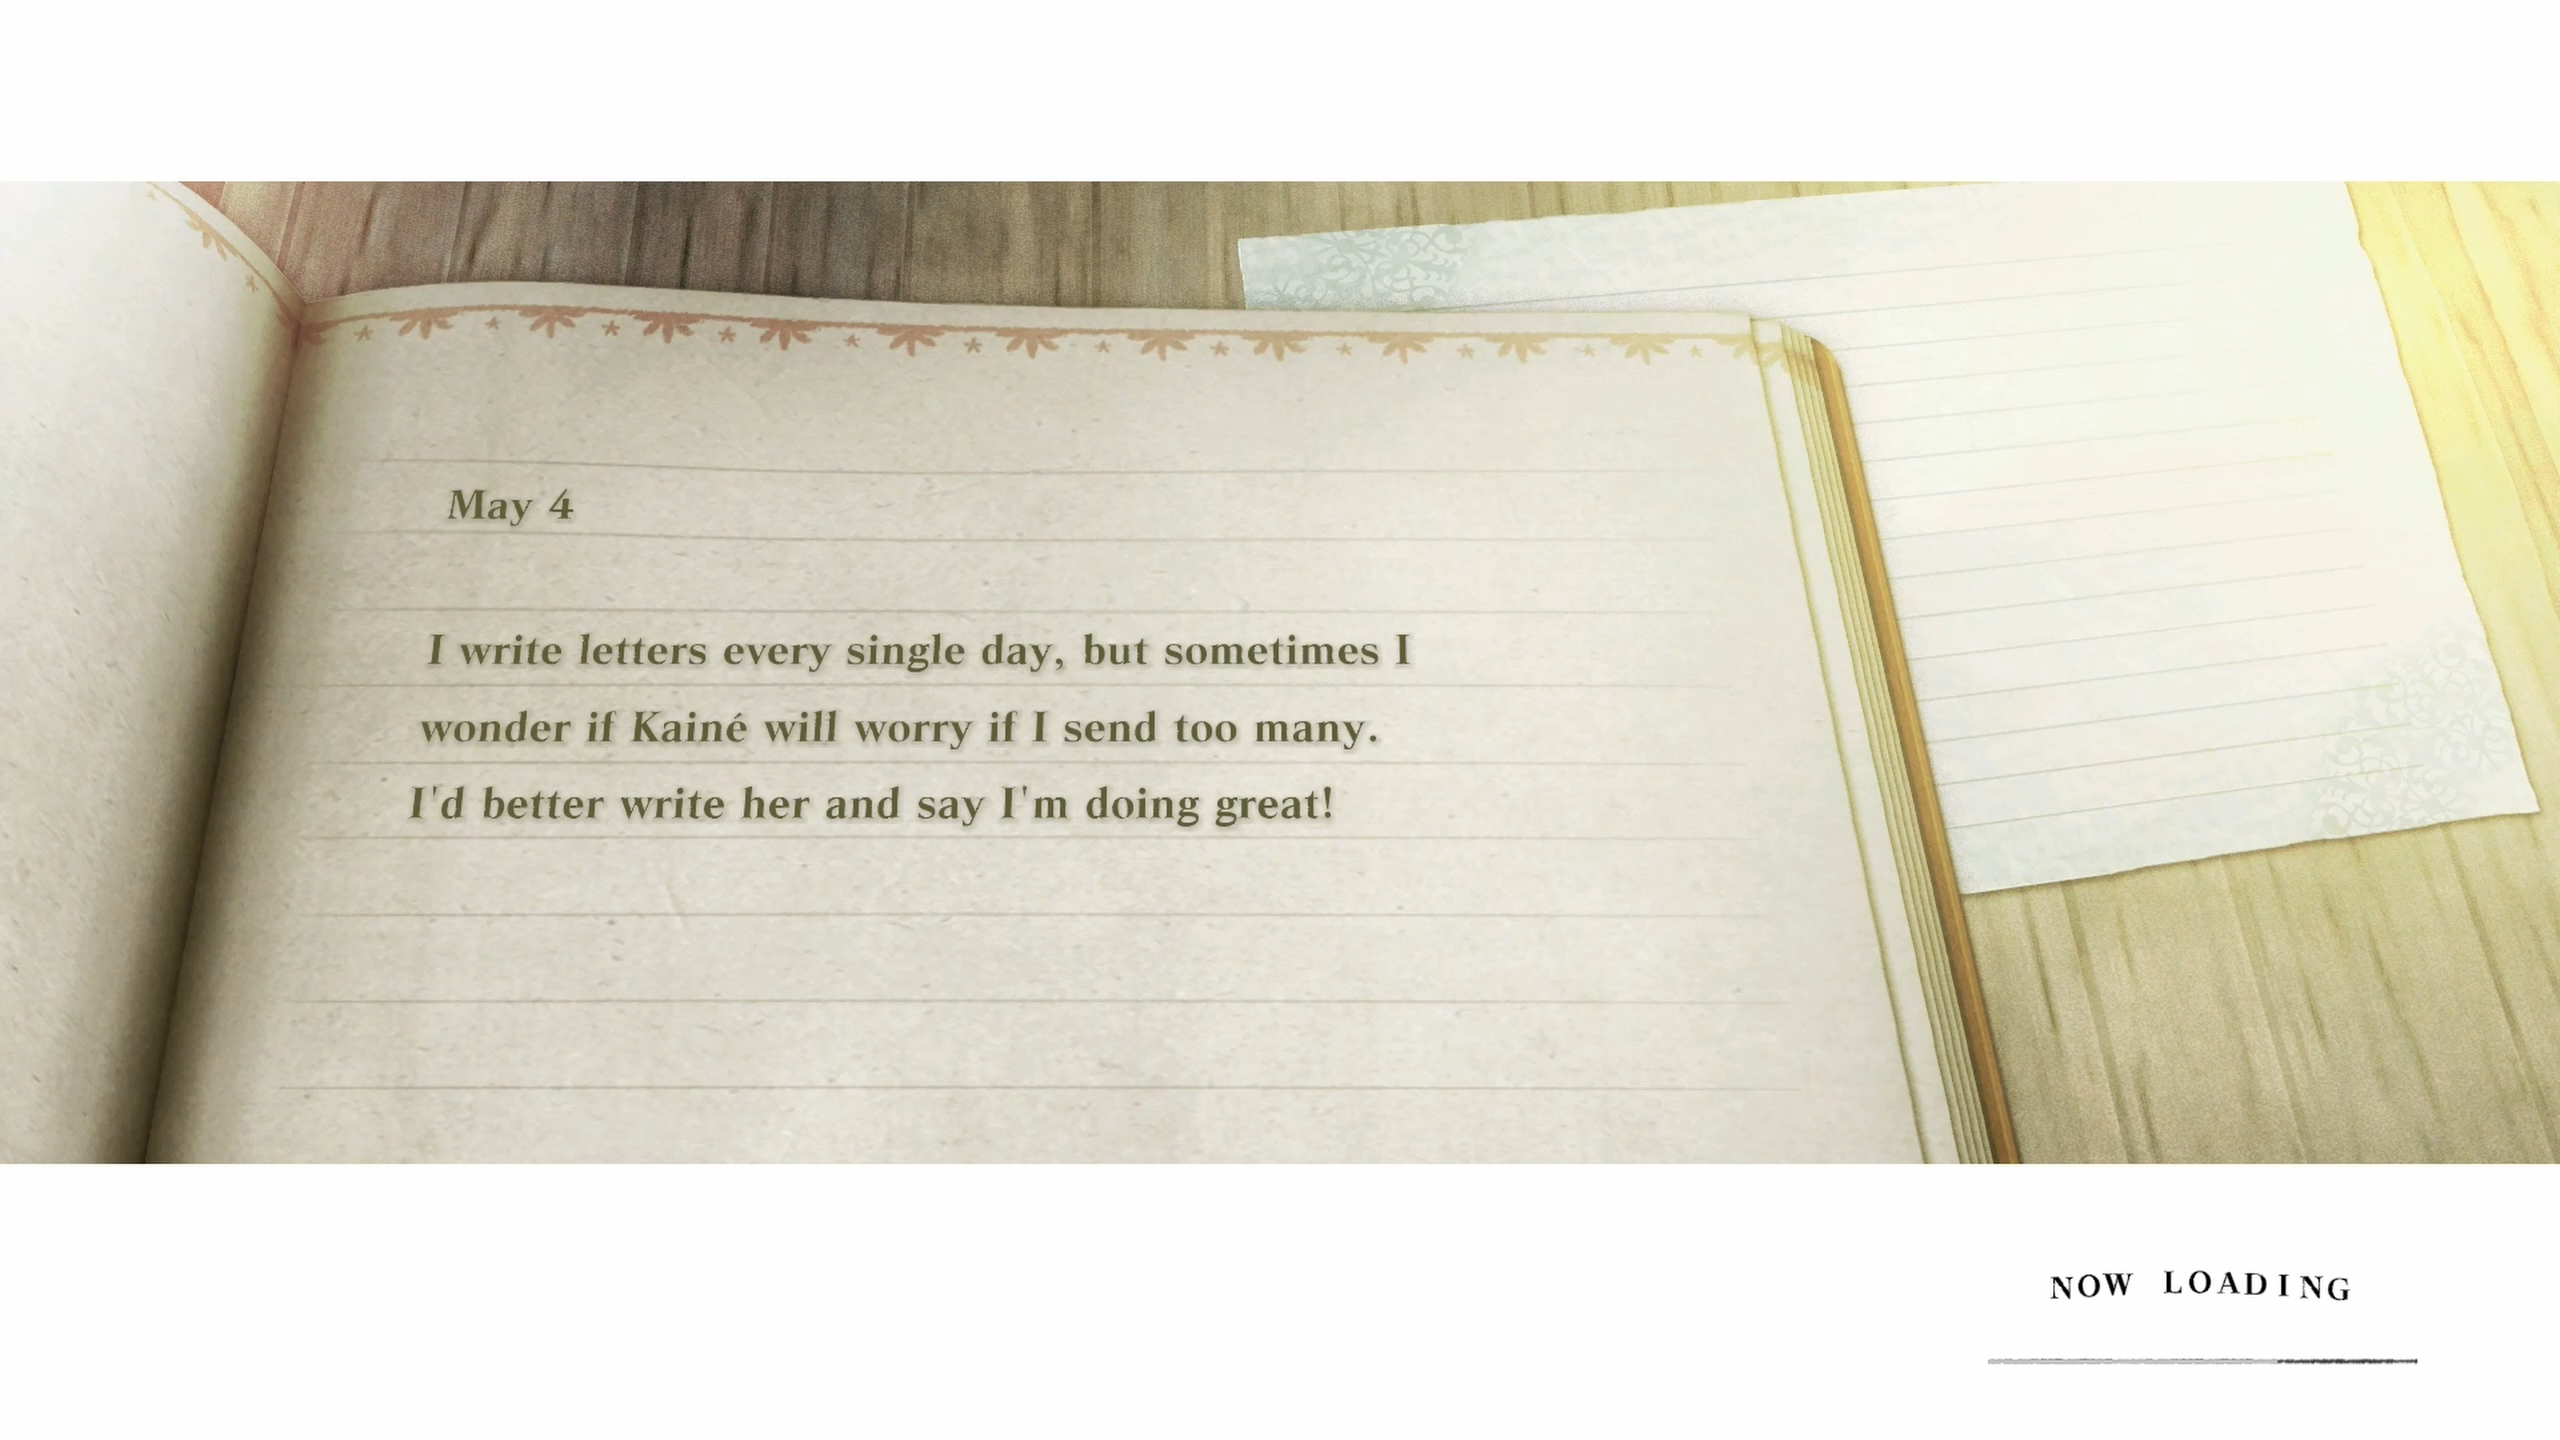 May 4
I write letters every single day, but sometimes I
wonder if Kainé will worry if I send too many.
I'd better write her and say I'm doing great!
NOW LOADING